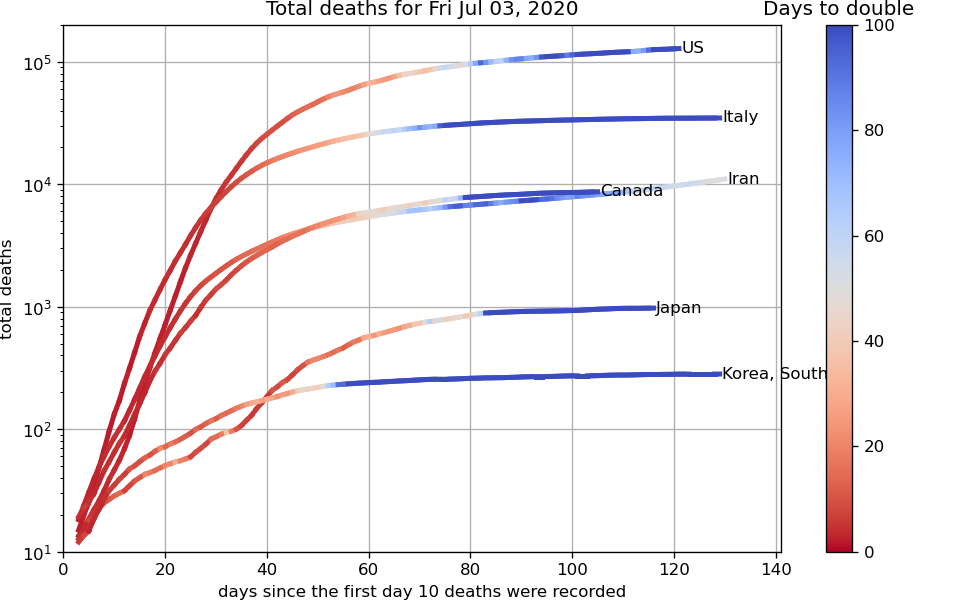 Total deaths for Fri Jul 03, 2020
Days to double
total deaths
10^5
10^4
10^3
10^2
10^1
US
Italy
Iran
Canada
Japan
Korea, South
100
80
60
40
20
0
0 20 40 60 80 100 120 140
days since the first day 10 deaths were recorded